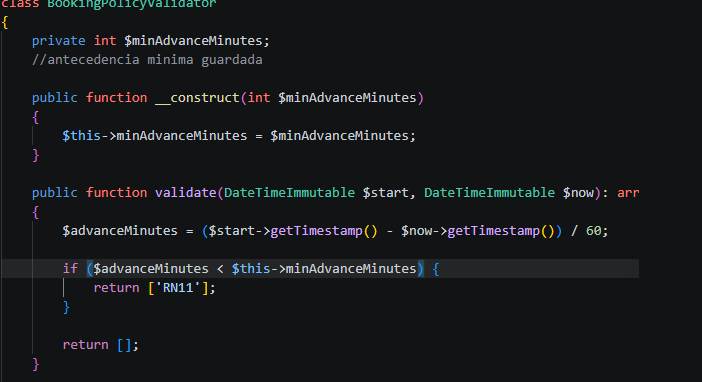 class BookingPolicyValidator
{
    private int $minAdvanceMinutes;
    //antecedencia minima guardada

    public function __construct(int $minAdvanceMinutes)
    {
        $this->minAdvanceMinutes = $minAdvanceMinutes;
    }

    public function validate(DateTimeImmutable $start, DateTimeImmutable $now): arr
    {
        $advanceMinutes = ($start->getTimestamp() - $now->getTimestamp()) / 60;

        if ($advanceMinutes < $this->minAdvanceMinutes) {
            return ['RN11'];
        }

        return [];
    }